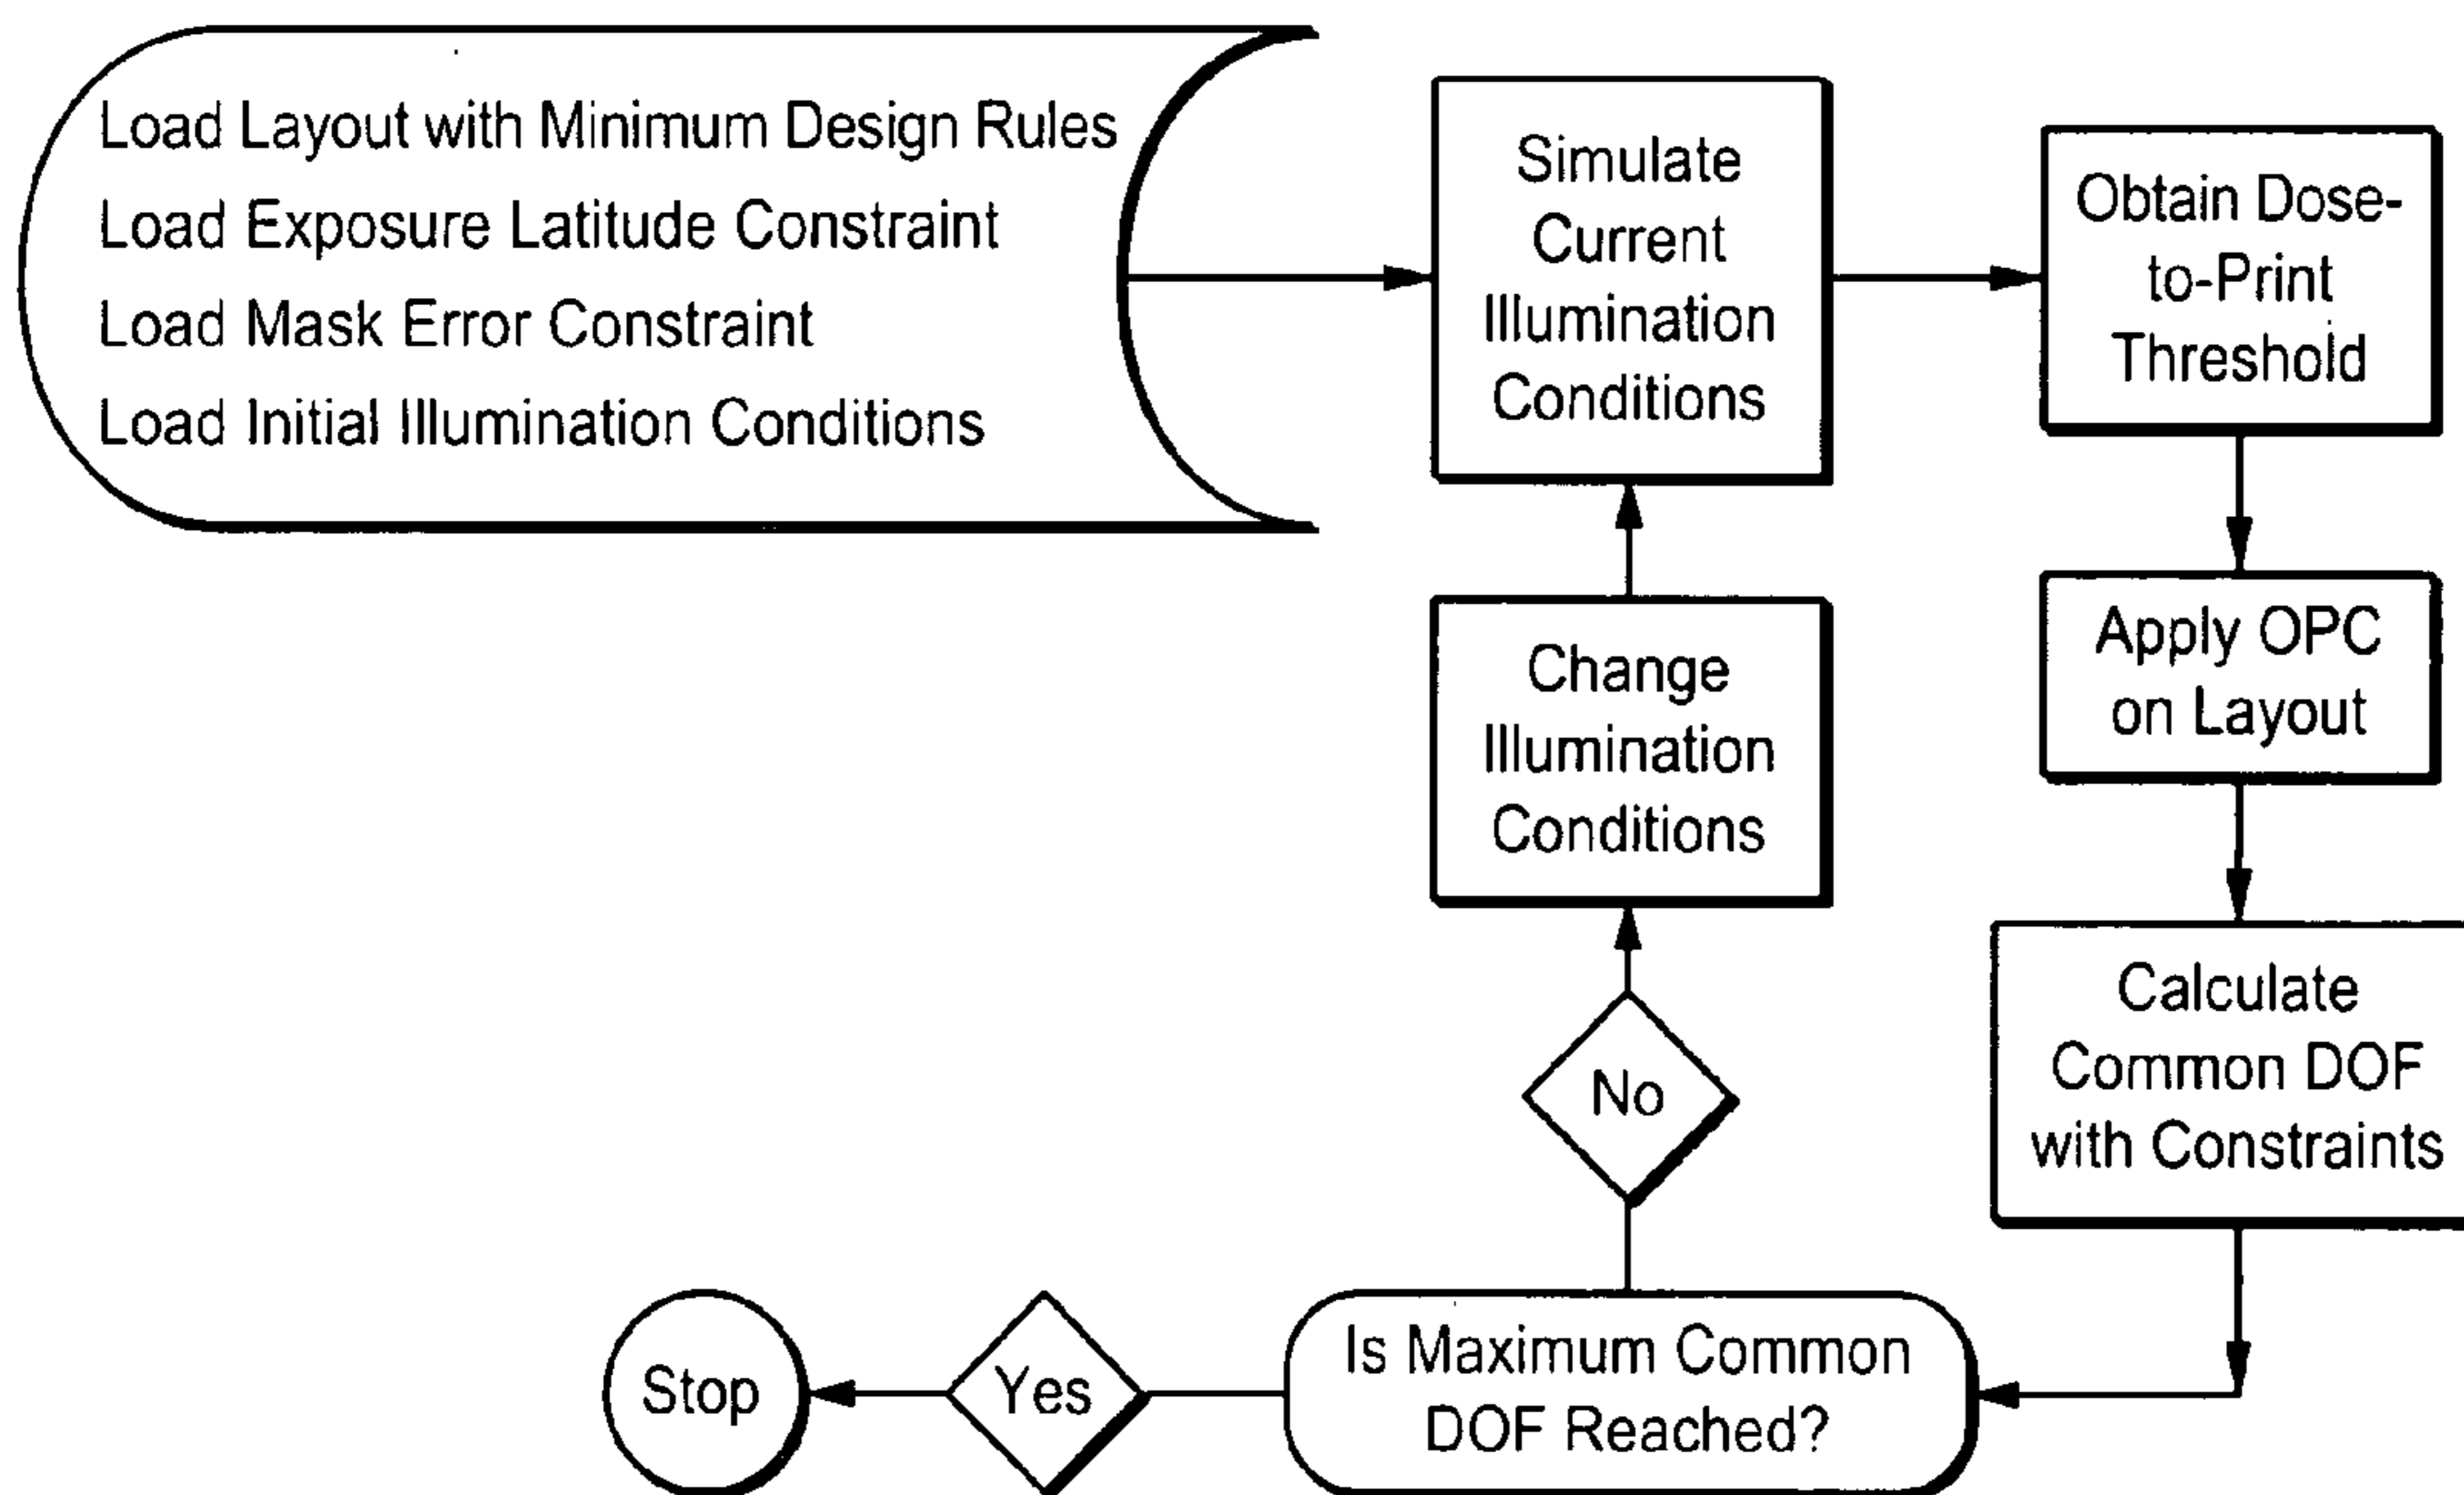 Load Layout with Minimum Design Rules
Load Exposure Latitude Constraint
Load Mask Error Constraint
Load Initial Illumination Conditions
Simulate
Current
Illumination
Conditions
Obtain Dose-
to-Print
Threshold
Apply OPC
on Layout
Calculate
Common DOF
with Constraints
Is Maximum Common
DOF Reached?
No
Change
Illumination
Conditions
Yes
Stop